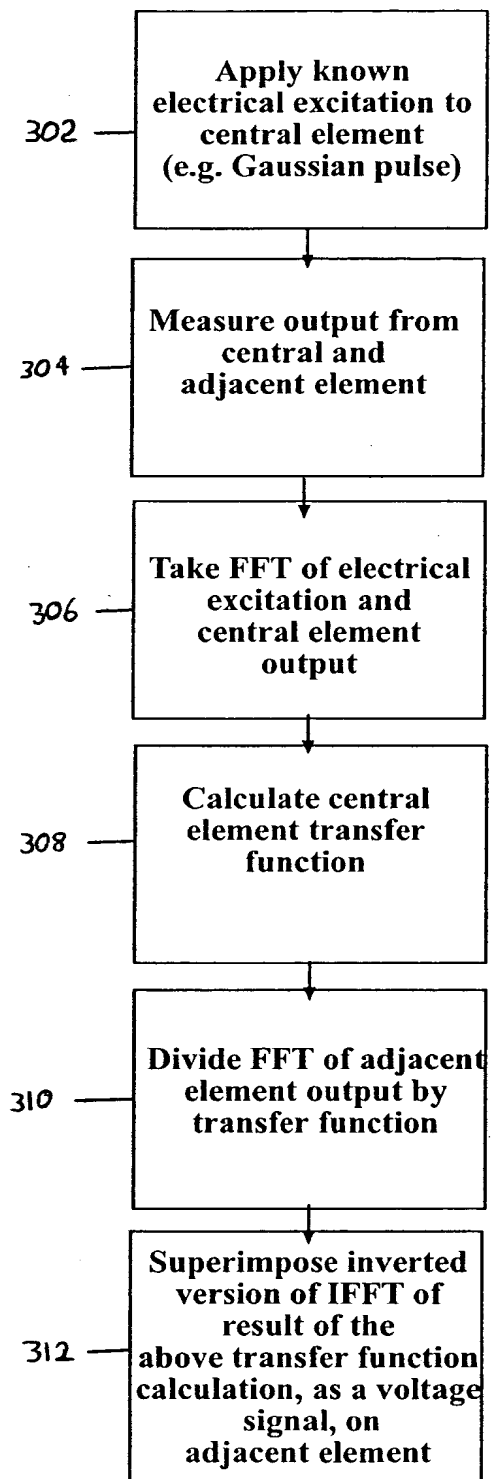 Apply known
electrical excitation to
302
central element
(e.g. Gaussian pulse)
Measure output from
central and
304
adjacent element
Take FFT of electrical
excitation and
306
central element
output
Calculate central
element transfer
308
function
Divide FFT of adjacent
element output by
310
transfer function
Superimpose inverted
version of IFFT of
result of the
312
above transfer function
calculation, as a voltage
signal, on
adjacent element